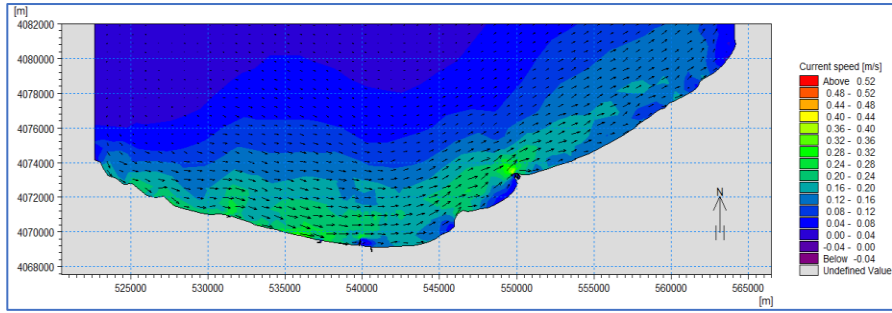 [m]
4082000
4080000
4078000
4076000
4074000
4072000
4070000
4068000
525000 530000 535000 540000 545000 550000 555000 560000 565000
[m]
N
Current speed [m/s]
Above 0.52
0.48 - 0.52
0.44 - 0.48
0.40 - 0.44
0.36 - 0.40
0.32 - 0.36
0.28 - 0.32
0.24 - 0.28
0.20 - 0.24
0.16 - 0.20
0.12 - 0.16
0.08 - 0.12
0.04 - 0.08
0.00 - 0.04
-0.04 - 0.00
Below -0.04
Undefined Value